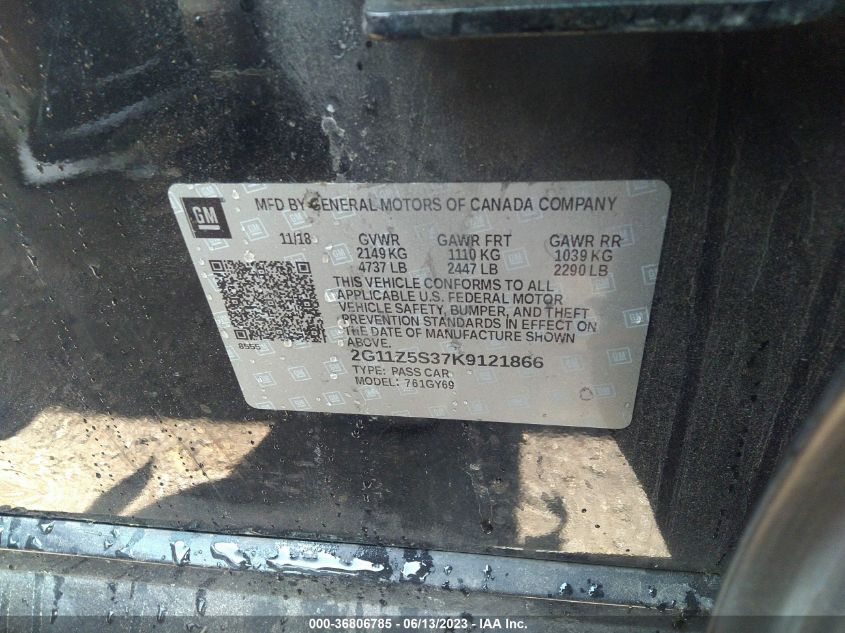 GM
MFD BY GENERAL MOTORS OF CANADA COMPANY
11/18 GVWR GAWR FRT GAWR RR
2149 KG 1110 KG 1039 KG
4737 LB 2447 LB 2290 LB
THIS VEHICLE CONFORMS TO ALL
APPLICABLE U.S. FEDERAL MOTOR
VEHICLE SAFETY, BUMPER, AND THEFT
PREVENTION STANDARDS IN EFFECT ON
THE DATE OF MANUFACTURE SHOWN
ABOVE.
8555
2G11Z5S37K9121866
TYPE: PASS CAR
MODEL: 761GY69
000-36806785 - 06/13/2023 - IAA Inc.